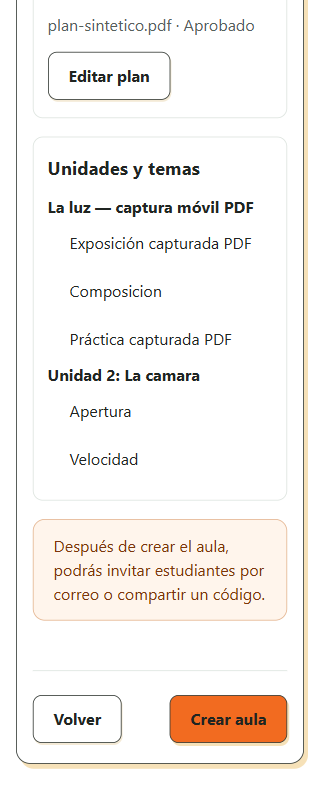 plan-sintetico.pdf · Aprobado
Editar plan
Unidades y temas
La luz — captura móvil PDF
Exposición capturada PDF
Composicion
Práctica capturada PDF
Unidad 2: La camara
Apertura
Velocidad
Después de crear el aula,
podrás invitar estudiantes por
correo o compartir un código.
Volver
Crear aula